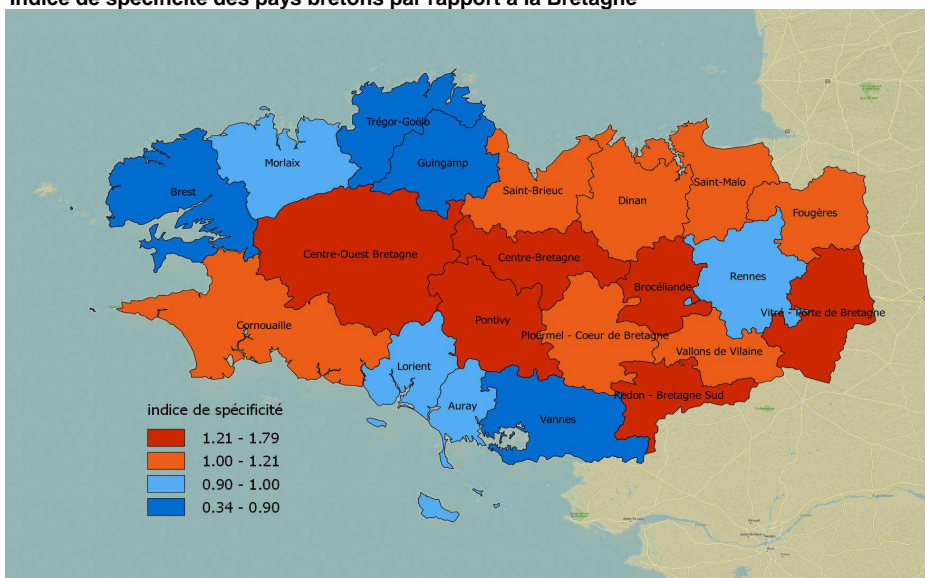 Indice de spécificité des pays bretons par rapport à la Bretagne
Trégor-Goëlo
Morlaix
Guingamp
Brest
Saint-Brieuc
Dinan
Saint-Malo
Fougères
Centre-Ouest Bretagne
Centre-Bretagne
Rennes
Brocéliande
Pontivy
Vitré - Porte de Bretagne
Cornouaille
Ploërmel - Coeur de Bretagne
Vallons de Vilaine
Lorient
Auray
Redon - Bretagne Sud
Vannes
indice de spécificité
1.21 - 1.79
1.00 - 1.21
0.90 - 1.00
0.34 - 0.90